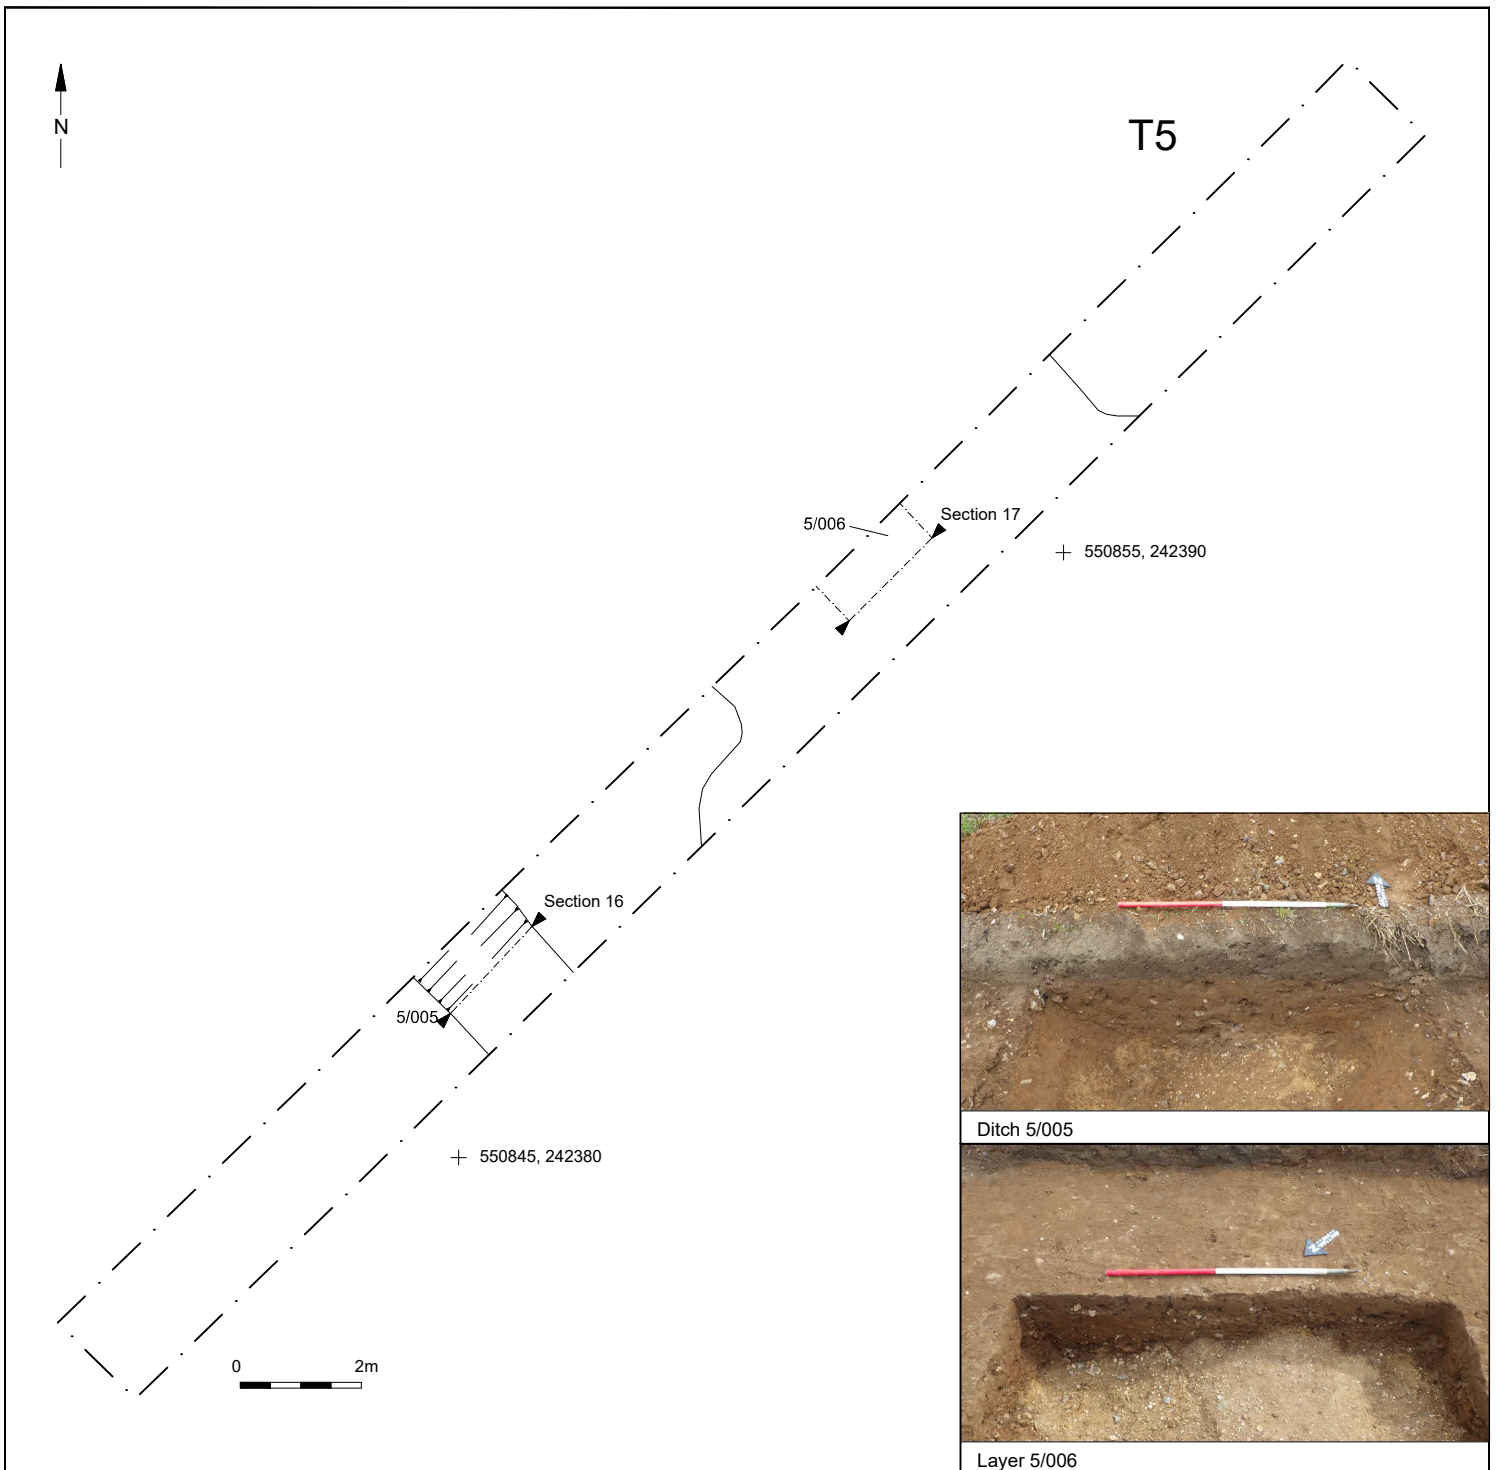 T5
N
5/006
Section 17
550855, 242390
Section 16
5/005
550845, 242380
0 2m
Ditch 5/005
Layer 5/006